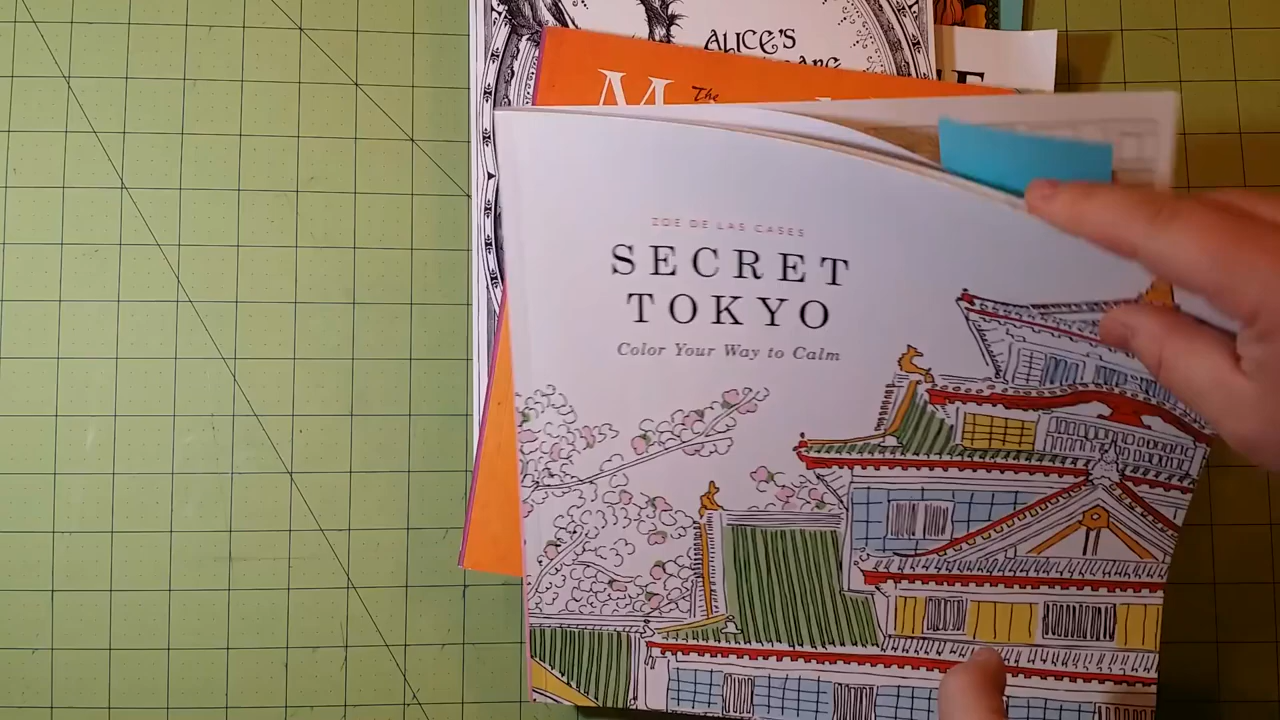 ALICE'S
The
M
ZOE DE LAS CASES
SECRET
TOKYO
Color Your Way to Calm